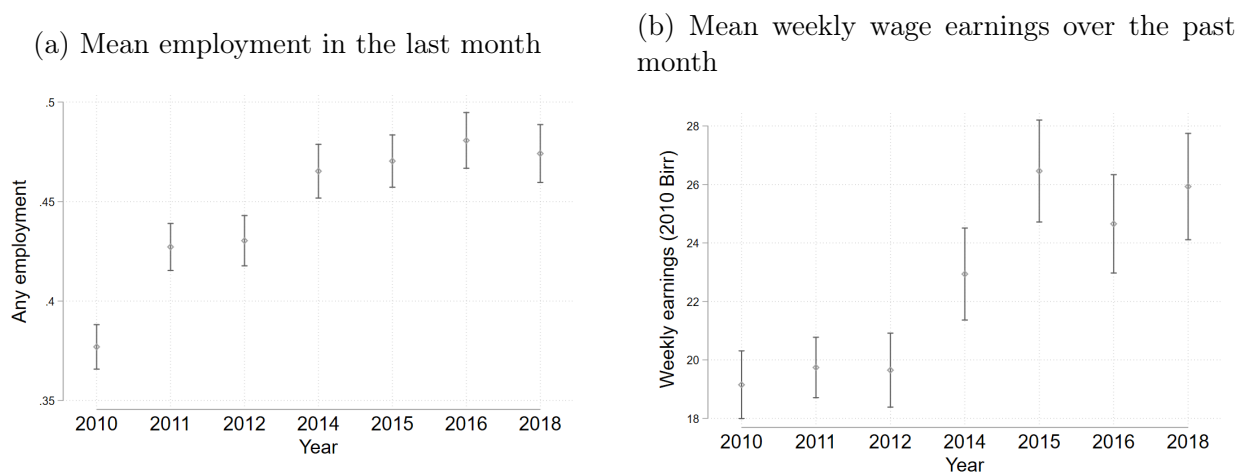 (a) Mean employment in the last month
.5
.45
.4
.35
Any employment
2010 2011 2012 2014 2015 2016 2018
Year
(b) Mean weekly wage earnings over the past
month
28
26
24
22
20
18
Weekly earnings (2010 Birr)
2010 2011 2012 2014 2015 2016 2018
Year